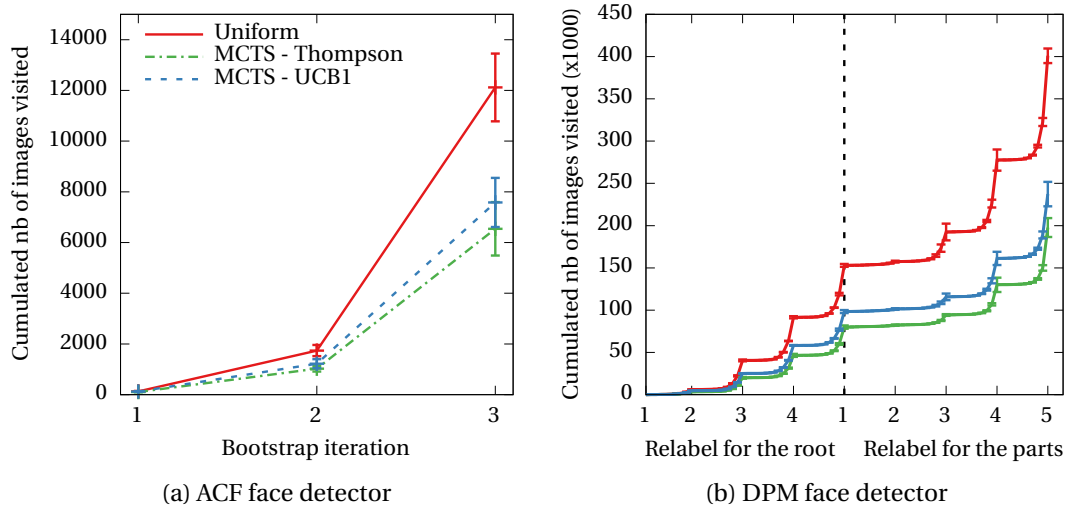 Cumulated nb of images visited
14000
12000
10000
8000
6000
4000
2000
0
Uniform
MCTS - Thompson
MCTS - UCB1
1 2 3
Bootstrap iteration
(a) ACF face detector
Cumulated nb of images visited (x1000)
450
400
350
300
250
200
150
100
50
0
1 2 3 4 1 2 3 4 5
Relabel for the root Relabel for the parts
(b) DPM face detector